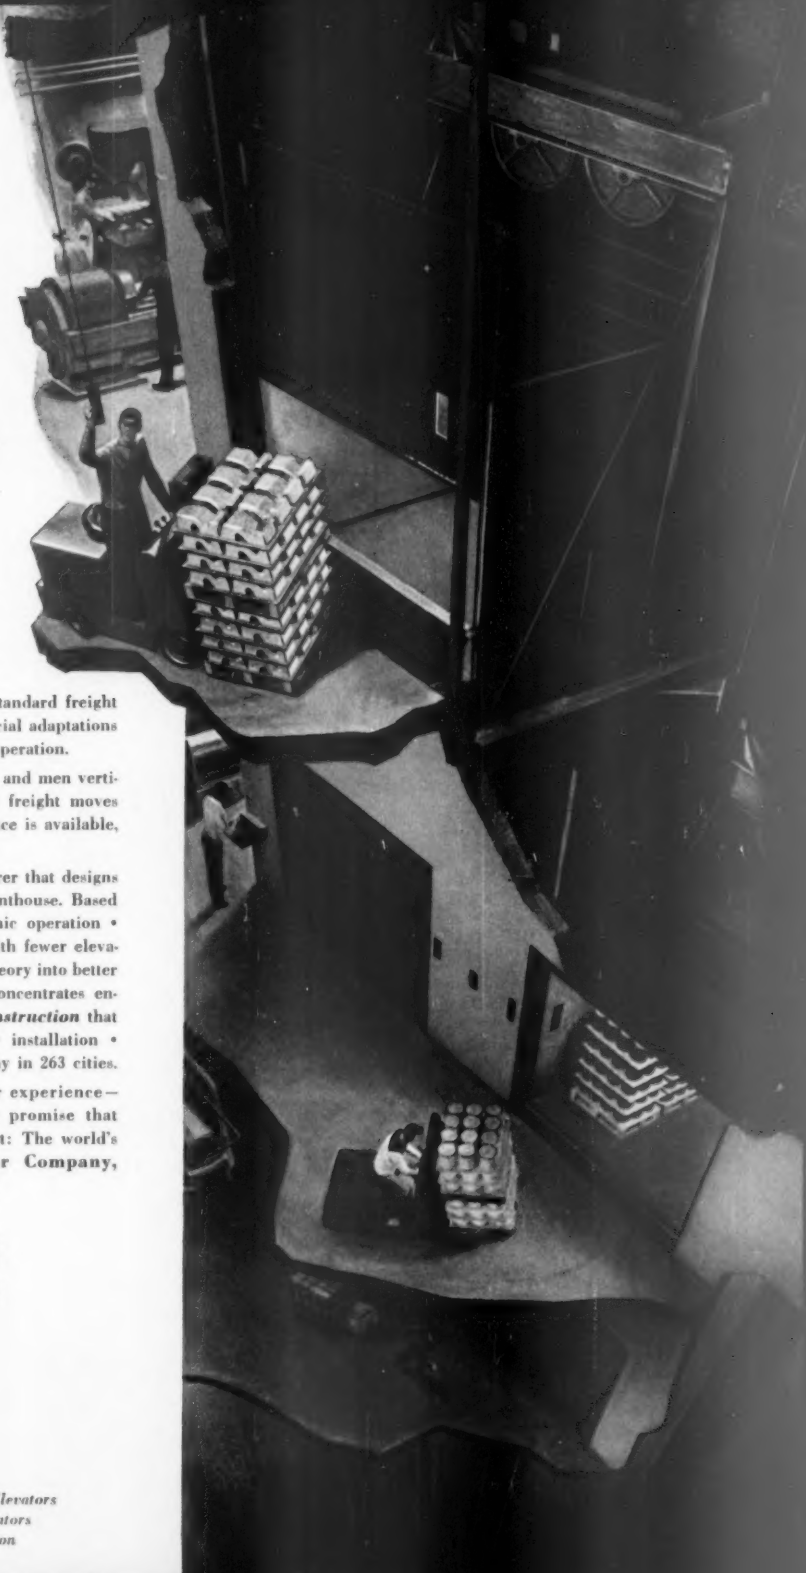 tandard freight
cial adaptations
peration.
and men verti-
freight moves
ce is available,
rer that designs
nthouse. Based
nic operation •
th fewer eleva-
eory into better
oncentrates en-
nstruction that
installation •
y in 263 cities.
r experience—
promise that
t: The world's
r Company,
levators
ators
on